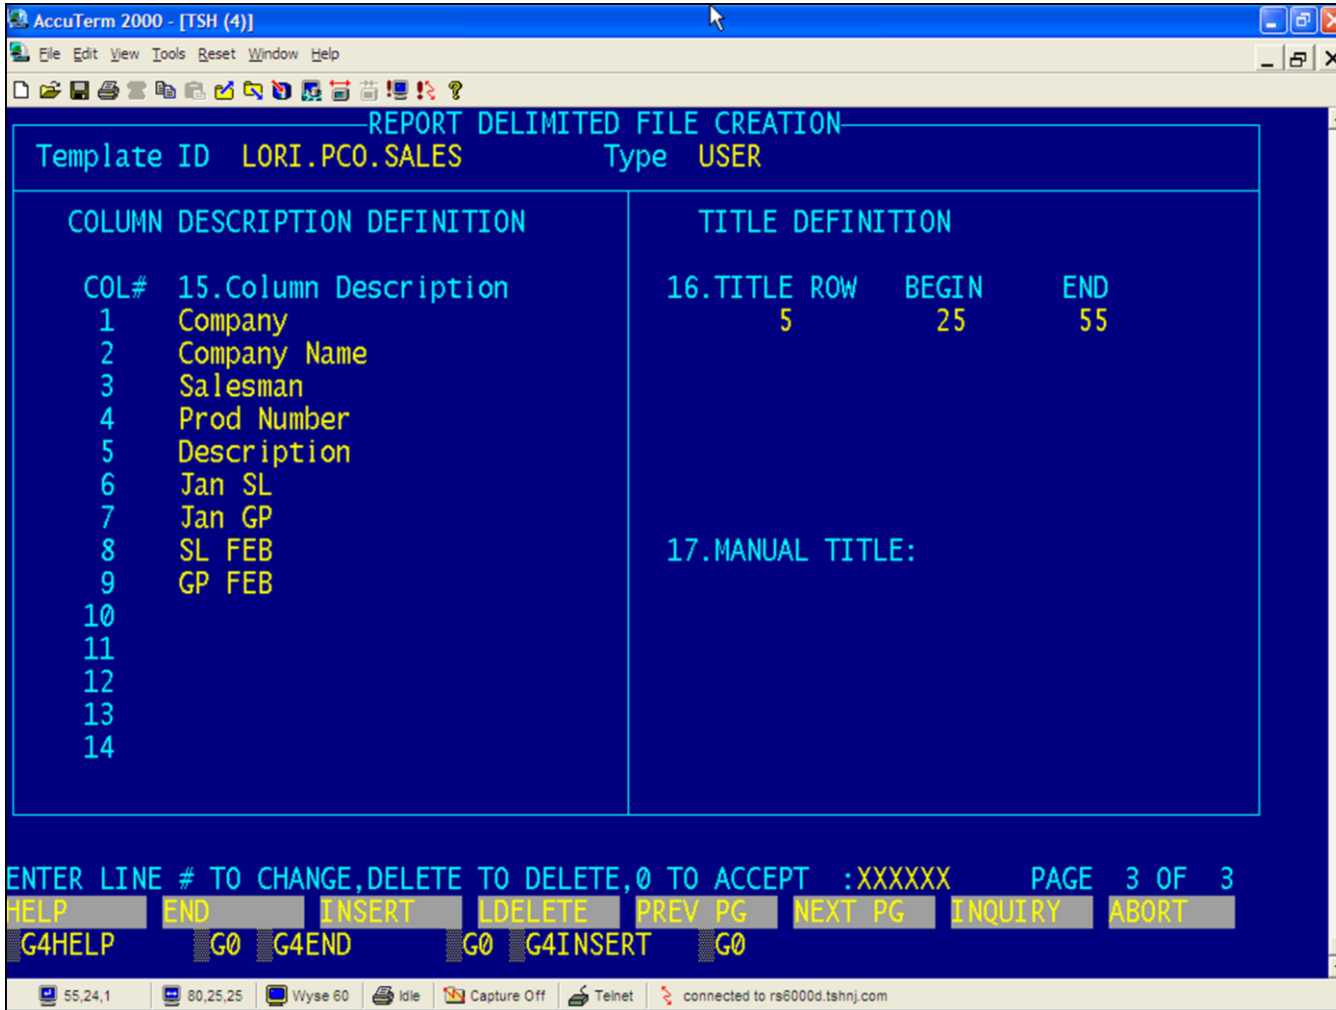 AccuTerm 2000 - [TSH (4)]
File Edit View Tools Reset Window Help
REPORT DELIMITED FILE CREATION
Template ID LORI.PCO.SALES Type USER
COLUMN DESCRIPTION DEFINITION TITLE DEFINITION
COL# 15.Column Description 16.TITLE ROW BEGIN END
1 Company 5 25 55
2 Company Name
3 Salesman
4 Prod Number
5 Description
6 Jan SL
7 Jan GP
8 SL FEB 17.MANUAL TITLE:
9 GP FEB
10
11
12
13
14
ENTER LINE # TO CHANGE,DELETE TO DELETE,0 TO ACCEPT :XXXXXX PAGE 3 OF 3
HELP END INSERT LDELETE PREV PG NEXT PG INQUIRY ABORT
G4HELP G0 G4END G0 G4INSERT G0
55,24,1 80,25,25 Wyse 60 Idle Capture Off Telnet connected to rs6000d.tshnj.com